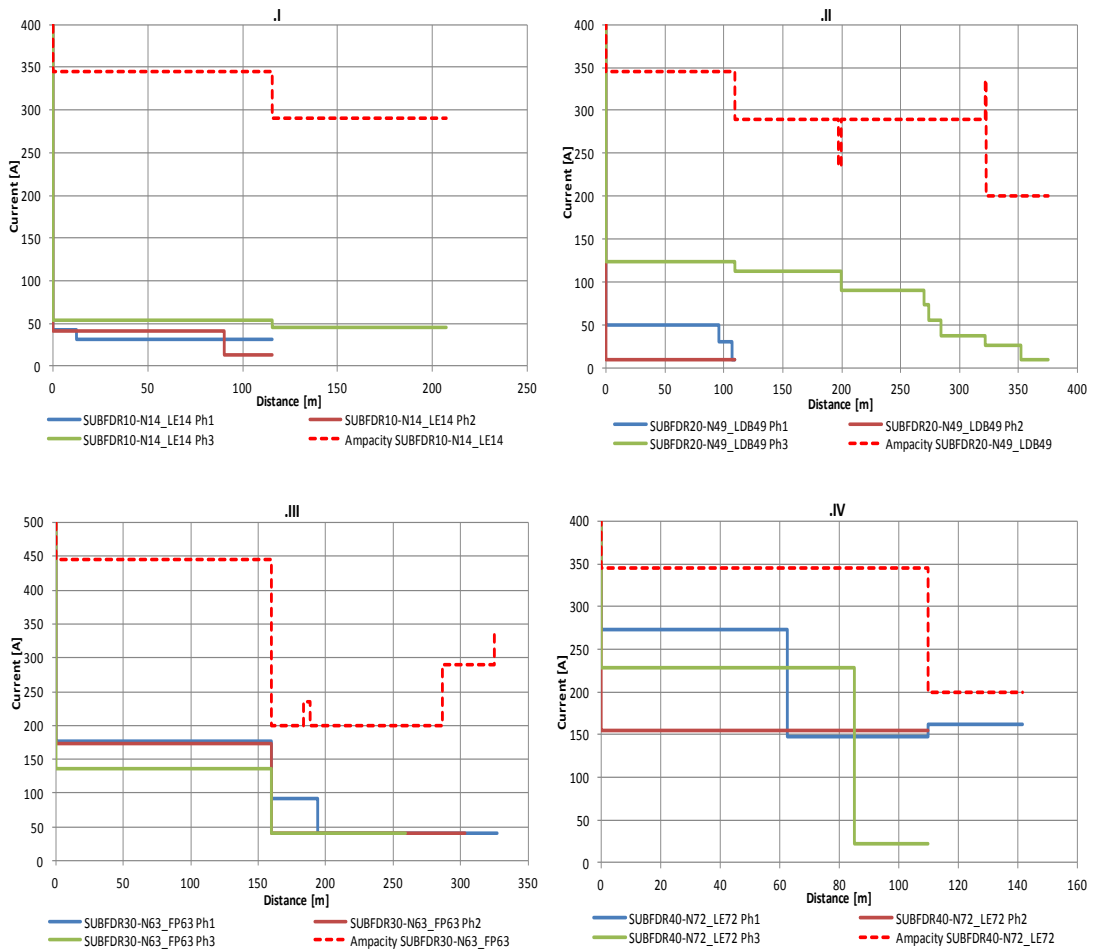 .I
400
350
300
250
200
150
100
50
0
Current [A]
0 50 100 150 200 250
Distance [m]
SUBFDR10-N14_LE14 Ph1 SUBFDR10-N14_LE14 Ph2
SUBFDR10-N14_LE14 Ph3 Ampacity SUBFDR10-N14_LE14
.II
400
350
300
250
200
150
100
50
0
Current [A]
0 50 100 150 200 250 300 350 400
Distance [m]
SUBFDR20-N49_LDB49 Ph1 SUBFDR20-N49_LDB49 Ph2
SUBFDR20-N49_LDB49 Ph3 Ampacity SUBFDR20-N49_LDB49
.III
500
450
400
350
300
250
200
150
100
50
0
Current [A]
0 50 100 150 200 250 300 350
Distance [m]
SUBFDR30-N63_FP63 Ph1 SUBFDR30-N63_FP63 Ph2
SUBFDR30-N63_FP63 Ph3 Ampacity SUBFDR30-N63_FP63
.IV
400
350
300
250
200
150
100
50
0
Current [A]
0 20 40 60 80 100 120 140 160
Distance [m]
SUBFDR40-N72_LE72 Ph1 SUBFDR40-N72_LE72 Ph2
SUBFDR40-N72_LE72 Ph3 Ampacity SUBFDR40-N72_LE72